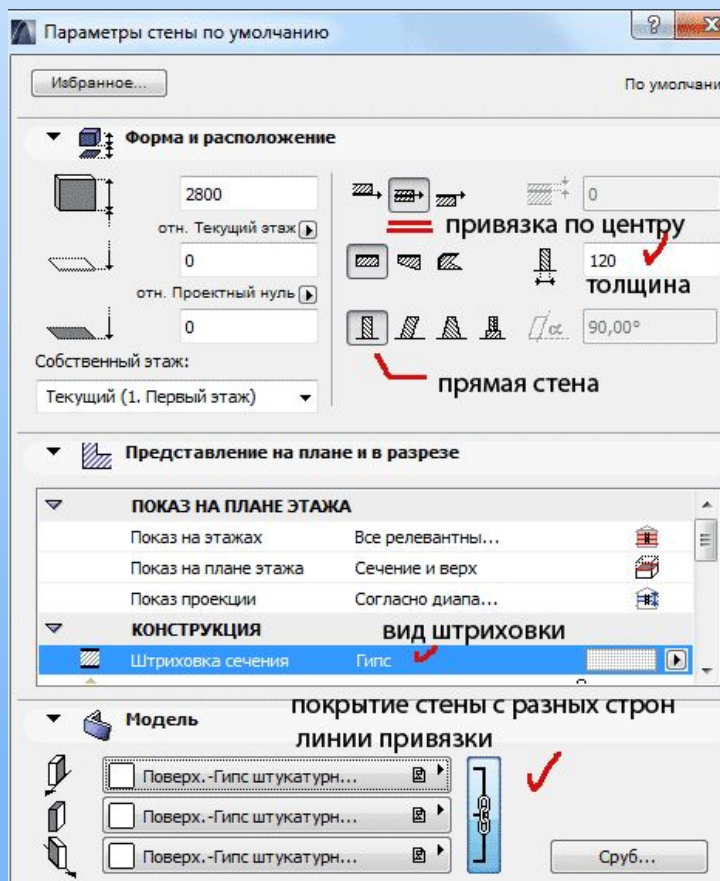 Параметры стены по умолчанию
Избранное...
По умолчани
Форма и расположение
2800
0
отн. Текущий этаж
привязка по центру
0
120
отн. Проектный нуль
толщина
0
α
90,00°
Собственный этаж:
прямая стена
Текущий (1. Первый этаж)
Представление на плане и в разрезе
ПОКАЗ НА ПЛАНЕ ЭТАЖА
Показ на этажах Все релевантны...
Показ на плане этажа Сечение и верх
Показ проекции Согласно диапа...
КОНСТРУКЦИЯ
вид штриховки
Штриховка сечения Гипс
покрытие стены с разных строн
Модель
линии привязки
Поверх.-Гипс штукатурн...
Поверх.-Гипс штукатурн...
Поверх.-Гипс штукатурн...
Сруб...